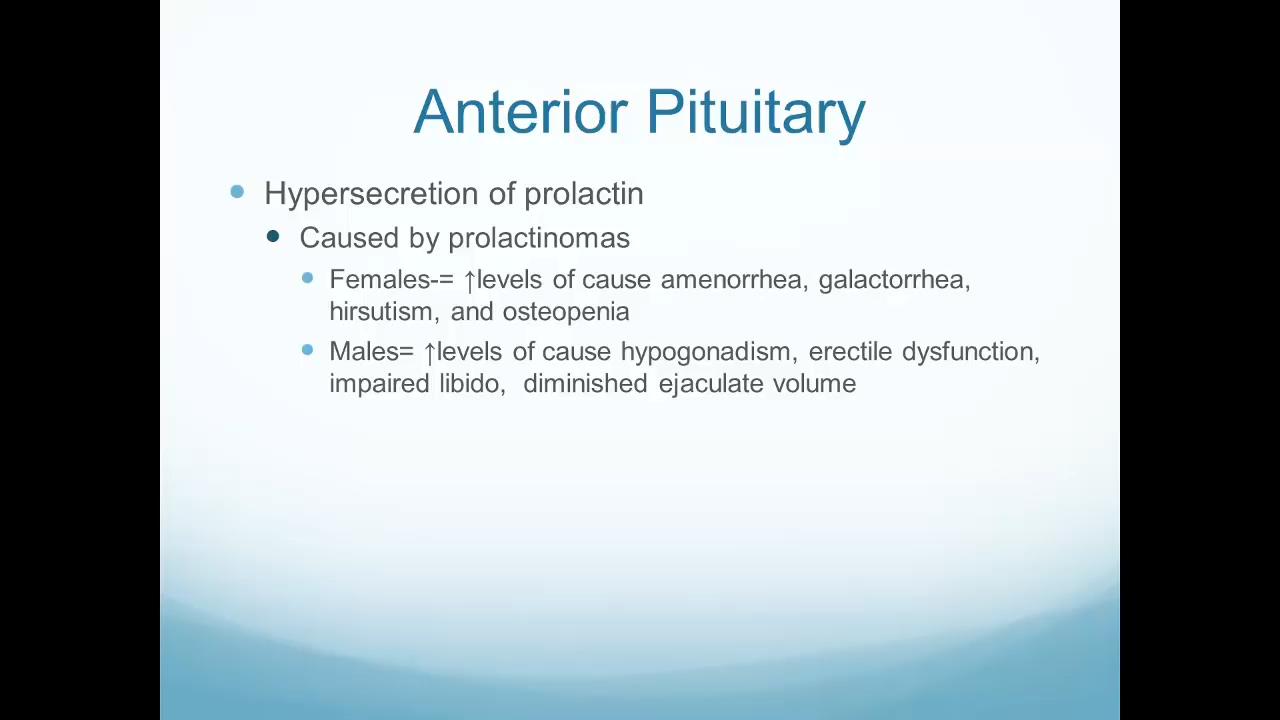 Anterior Pituitary
Hypersecretion of prolactin
Caused by prolactinomas
Females-= ↑levels of cause amenorrhea, galactorrhea,
hirsutism, and osteopenia
Males= ↑levels of cause hypogonadism, erectile dysfunction,
impaired libido,  diminished ejaculate volume